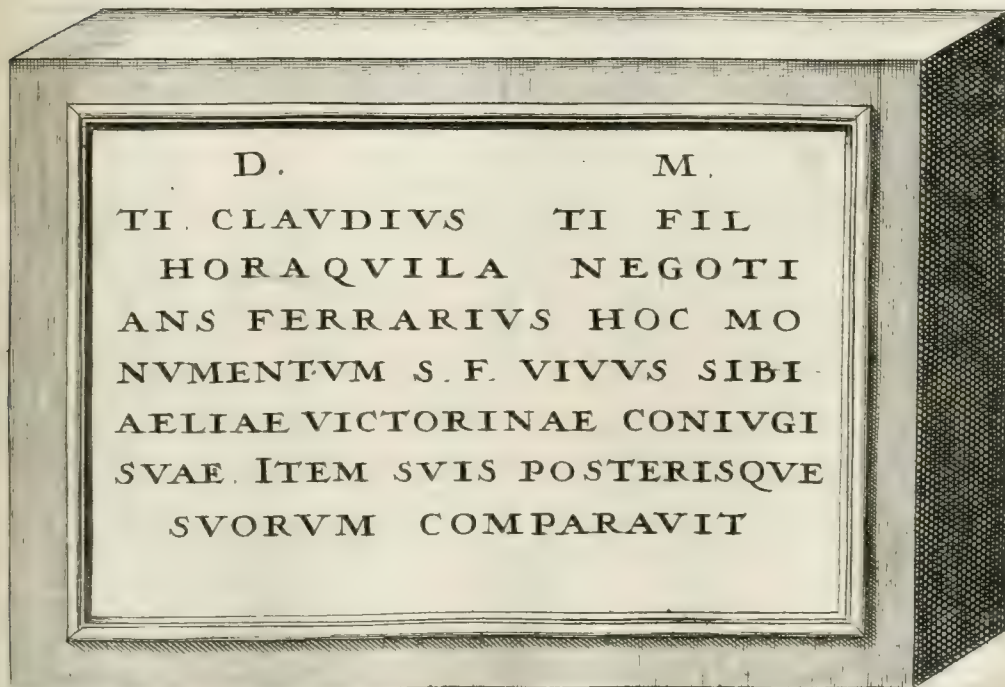 D. M.
TI. CLAVDIVS TI FIL
HORAQVILA NEGOTI
ANS FERRARIVS HOC MO
NVMENTVM S. F. VIVVS SIBI
AELIAE VICTORINAE CONIVGI
SVAE. ITEM SVIS POSTERISQVE
SVORVM COMPARAVIT